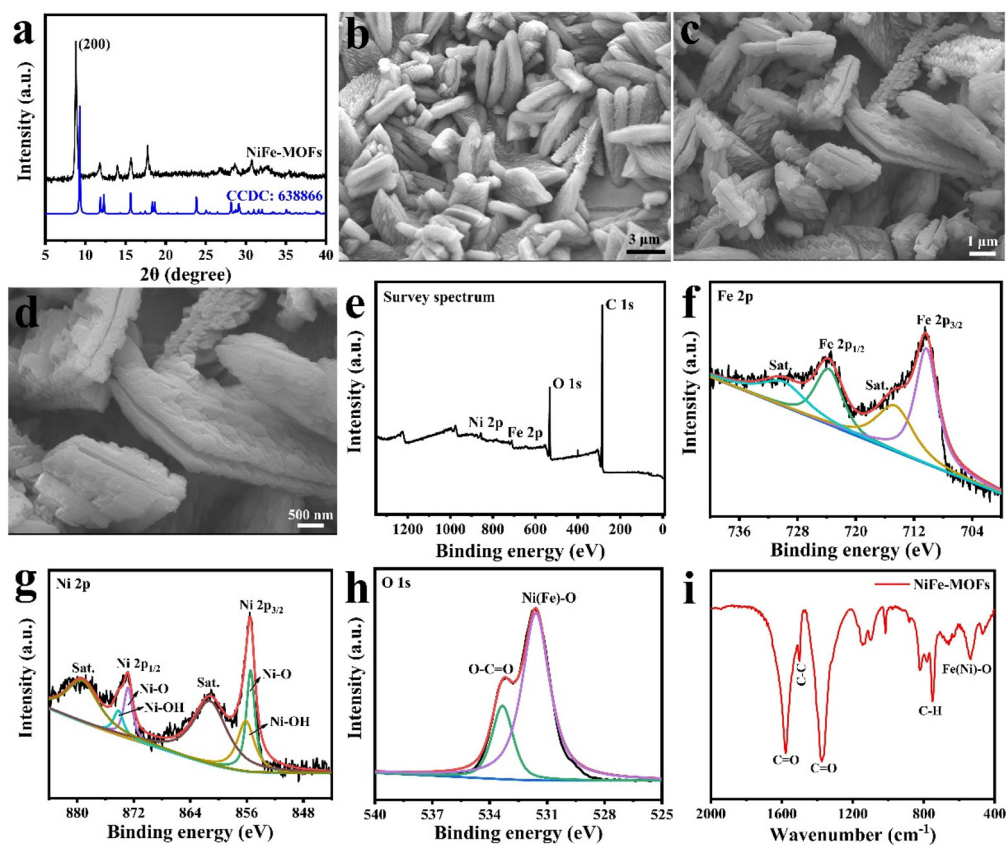 a
(200)
NiFe-MOFs
CCDC: 638866
Intensity (a.u.)
5 10 15 20 25 30 35 40
2θ (degree)
b
3 µm
c
1 µm
d
500 nm
e
Survey spectrum
C 1s
O 1s
Ni 2p
Fe 2p
Intensity (a.u.)
1200 1000 800 600 400 200 0
Binding energy (eV)
f
Fe 2p
Fe 2p3/2
Fe 2p1/2
Sat.
Sat.
Intensity (a.u.)
736 728 720 712 704
Binding energy (eV)
g
Ni 2p
Ni 2p3/2
Sat.
Ni 2p1/2
Ni-O
Ni-OH
Sat.
Ni-O
Ni-OH
Intensity (a.u.)
880 872 864 856 848
Binding energy (eV)
h
O 1s
Ni(Fe)-O
O-C=O
Intensity (a.u.)
540 537 534 531 528 525
Binding energy (eV)
i
NiFe-MOFs
C-C
Fe(Ni)-O
C-H
C=O
C=O
2000 1600 1200 800 400
Wavenumber (cm-1)